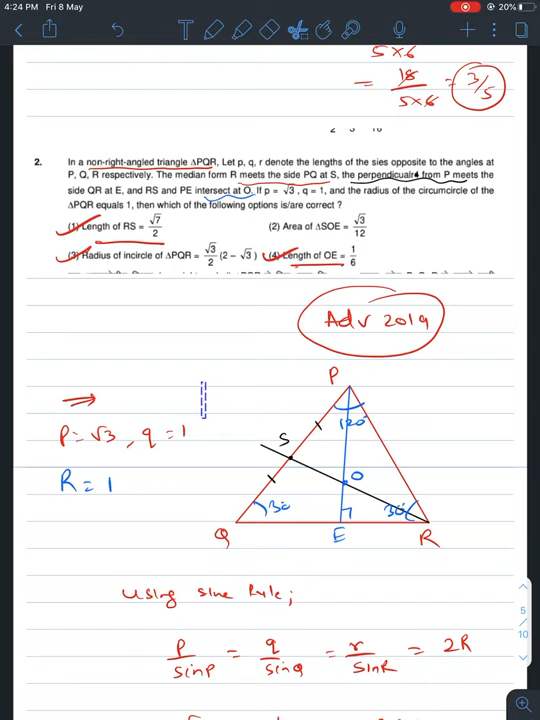 4:24 PM Fri 8 May
20%
5×6
= 18/5×6 = 3/5
2. In a non-right-angled triangle ΔPQR, Let p, q, r denote the lengths of the sies opposite to the angles at
P, Q, R respectively. The median form R meets the side PQ at S, the perpendicualr from P meets the
side QR at E, and RS and PE intersect at O. If p = √3, q = 1, and the radius of the circumcircle of the
ΔPQR equals 1, then which of the following options is/are correct ?
(1) Length of RS = √7/2 (2) Area of ΔSOE = √3/12
(3) Radius of incircle of ΔPQR = √3/2 (2 – √3) (4) Length of OE = 1/6
Adv 2019
P
⇒
120°
P=√3, q=1
S
R=1
O
30
30°
Q E R
Using sine Rule;
P/sinP = q/sinQ = r/sinR = 2R
5
10